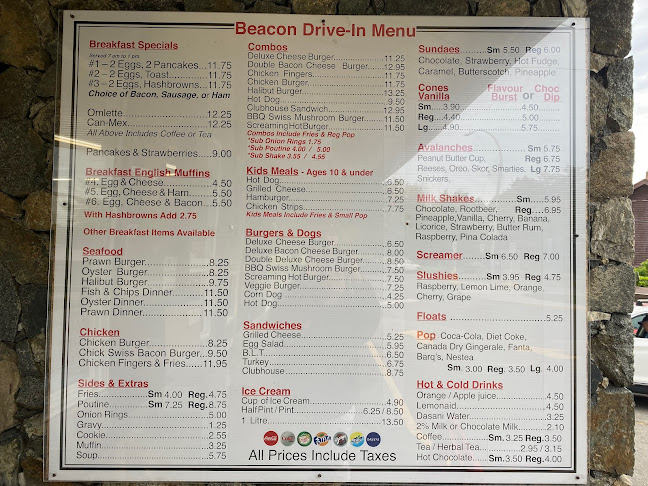 Beacon Drive-In Menu
Breakfast Specials
Served 7 am to 1 pm
#1 – 2 Eggs, 2 Pancakes...11.75
#2 – 2 Eggs, Toast...........11.75
#3 – 2 Eggs, Hashbrowns...11.75
Choice of Bacon, Sausage, or Ham
Omlette........................12.25
Can-Mex.......................12.25
All Above Includes Coffee or Tea
Pancakes & Strawberries.....9.00
Breakfast English Muffins
#4. Egg & Cheese...............4.50
#5. Egg, Cheese & Ham.....5.50
#6. Egg, Cheese & Bacon....5.50
With Hashbrowns Add 2.75
Other Breakfast Items Available
Seafood
Prawn Burger....................8.25
Oyster Burger...................8.25
Halibut Burger..................9.75
Fish & Chips Dinner...........11.50
Oyster Dinner..................11.50
Prawn Dinner...................11.50
Chicken
Chicken Burger..................8.25
Chick Swiss Bacon Burger...9.50
Chicken Fingers & Fries......11.95
Sides & Extras
Fries..................Sm 4.00 Reg. 4.75
Poutine..............Sm 7.25 Reg. 8.75
Onion Rings.....................5.00
Gravy..............................1.25
Cookie............................2.55
Muffin.............................3.25
Soup...............................5.75
Combos
Deluxe Cheese Burger..............11.25
Double Bacon Cheese Burger...12.95
Chicken Fingers......................11.75
Chicken Burger.......................11.25
Halibut Burger........................13.25
Hot Dog................................9.50
Clubhouse Sandwich...............12.95
BBQ Swiss Mushroom Burger....11.50
Screaming Hot Burger..............11.50
Combos Include Fries & Reg Pop
*Sub Onion Rings 1.75
*Sub Poutine 4.00 / 5.00
*Sub Shake 3.55 / 4.55
Kids Meals - Ages 10 & under
Hot Dog................................6.50
Grilled Cheese.......................6.50
Hamburger............................7.25
Chicken Strips........................7.75
Kids Meals Include Fries & Small Pop
Burgers & Dogs
Deluxe Cheese Burger..............6.50
Deluxe Bacon Cheese Burger.....8.00
Double Deluxe Cheese Burger....8.50
BBQ Swiss Mushroom Burger.....7.50
Screaming Hot Burger..............7.50
Veggie Burger........................7.25
Corn Dog..............................4.25
Hot Dog................................5.00
Sandwiches
Grilled Cheese.......................5.25
Egg Salad.............................5.95
B.L.T....................................6.50
Turkey.................................6.75
Clubhouse.............................8.75
Ice Cream
Cup of Ice Cream....................4.90
Half Pint / Pint..................6.25 / 8.50
1 Litre.................................13.50
All Prices Include Taxes
Sundaes.............Sm 5.50 Reg 6.00
Chocolate, Strawberry, Hot Fudge,
Caramel, Butterscotch, Pineapple
Cones Flavour Choc
Vanilla Burst or Dip
Sm.....3.90 4.50
Reg....4.40 5.00
Lg......4.90 5.75
Avalanches.................Sm 5.75
Peanut Butter Cup, Reg 6.75
Reeses, Oreo, Skor, Smarties, Lg 7.75
Snickers
Milk Shakes................Sm....5.95
Chocolate, Rootbeer, Reg....6.95
Pineapple, Vanilla, Cherry, Banana,
Licorice, Strawberry, Butter Rum,
Raspberry, Pina Colada
Screamer...........Sm 6.50 Reg 7.00
Slushies.............Sm 3.95 Reg 4.75
Raspberry, Lemon Lime, Orange,
Cherry, Grape
Floats...........................5.25
Pop Coca-Cola, Diet Coke,
Canada Dry Gingerale, Fanta,
Barq's, Nestea
Sm. 3.00 Reg. 3.50 Lg. 4.00
Hot & Cold Drinks
Orange / Apple juice...............4.50
Lemonaid..............................4.50
Dasani Water.........................3.25
2% Milk or Chocolate Milk........2.10
Coffee....................Sm. 3.25 Reg. 3.50
Tea / Herbal Tea...............2.95 / 3.15
Hot Chocolate.........Sm. 3.50 Reg. 4.00